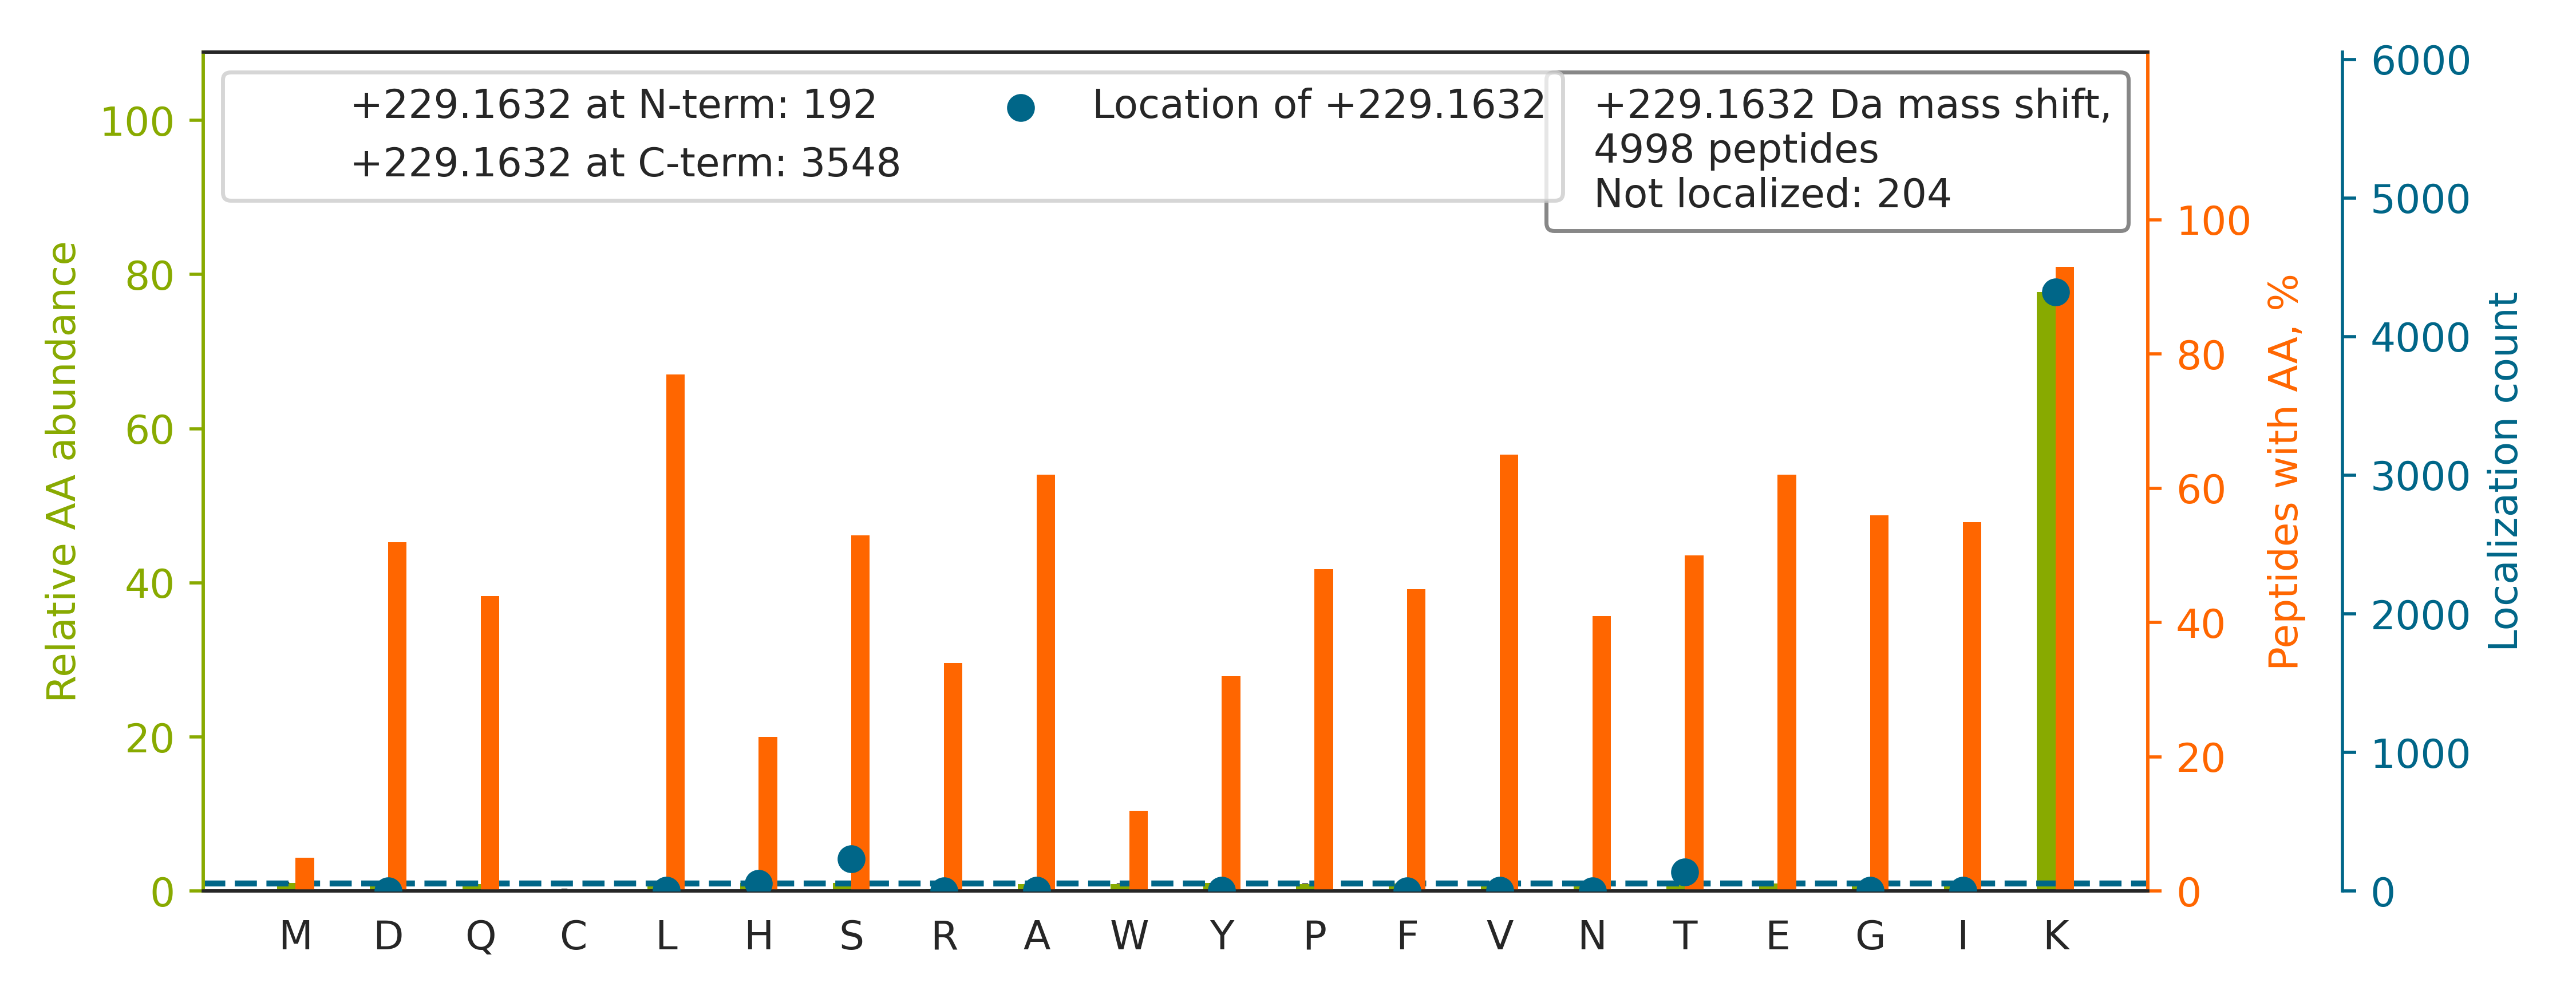 +229.1632 at N-term: 192
+229.1632 at C-term: 3548
Location of +229.1632
+229.1632 Da mass shift,
4998 peptides
Not localized: 204
Relative AA abundance
100
80
60
40
20
0
M D Q C L H S R A W Y P F V N T E G I K
100
80
60
40
20
0
Peptides with AA, %
6000
5000
4000
3000
2000
1000
0
Localization count